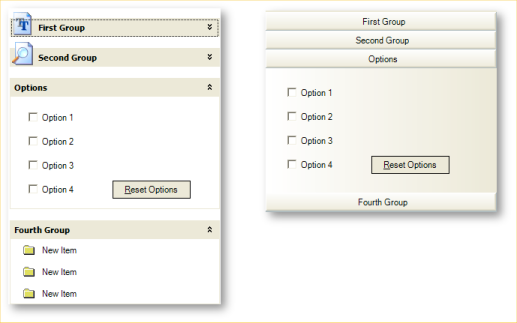 First Group
Second Group
Options
Option 1
Option 2
Option 3
Option 4 Reset Options
Fourth Group
New Item
New Item
New Item
First Group
Second Group
Options
Option 1
Option 2
Option 3
Option 4 Reset Options
Fourth Group